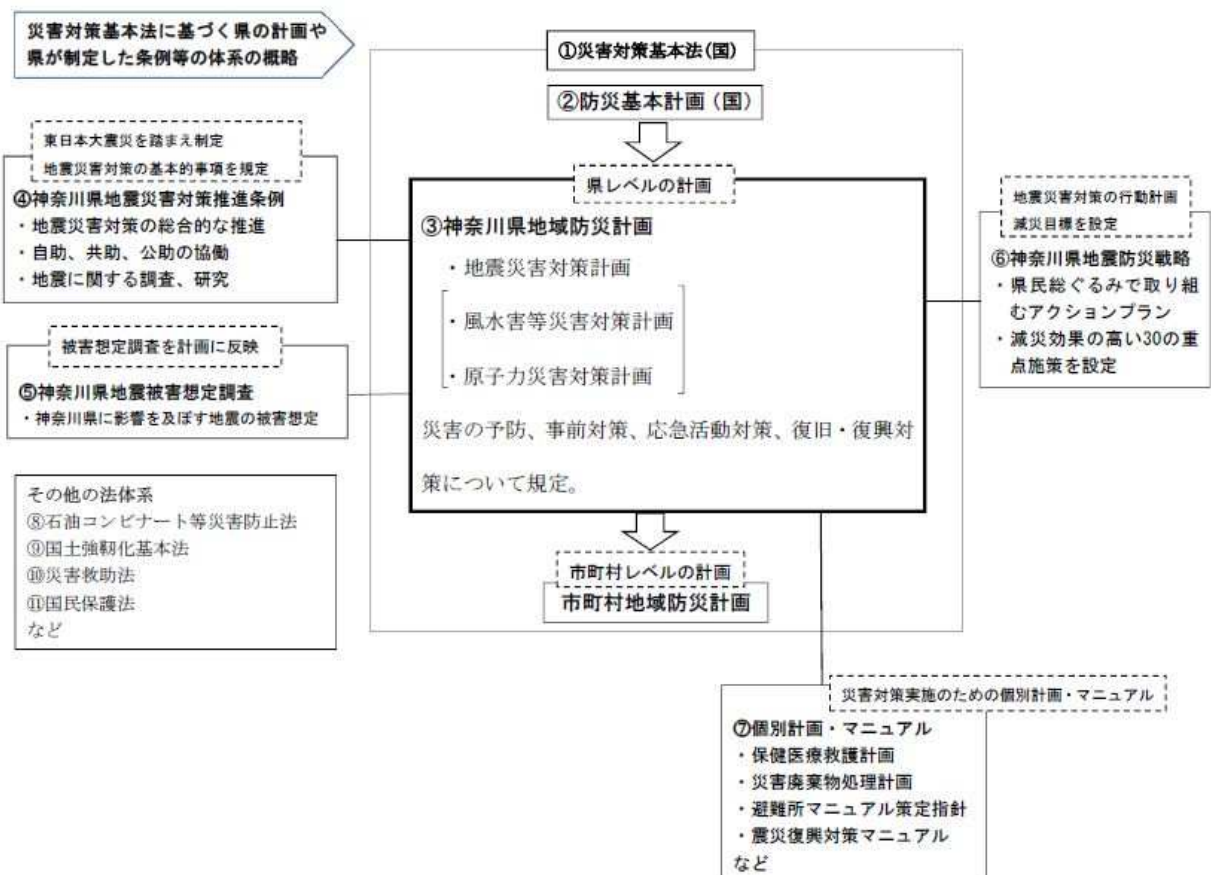 災害対策基本法に基づく県の計画や
県が制定した条例等の体系の概略
①災害対策基本法(国)
②防災基本計画（国）
県レベルの計画
③神奈川県地域防災計画
・地震災害対策計画
・風水害等災害対策計画
・原子力災害対策計画
災害の予防、事前対策、応急活動対策、復旧・復興対
策について規定。
東日本大震災を踏まえ制定
地震災害対策の基本的事項を規定
④神奈川県地震災害対策推進条例
・地震災害対策の総合的な推進
・自助、共助、公助の協働
・地震に関する調査、研究
被害想定調査を計画に反映
⑤神奈川県地震被害想定調査
・神奈川県に影響を及ぼす地震の被害想定
地震災害対策の行動計画
減災目標を設定
⑥神奈川県地震防災戦略
・県民総ぐるみで取り組
むアクションプラン
・減災効果の高い30の重
点施策を設定
その他の法体系
⑧石油コンビナート等災害防止法
⑨国土強靭化基本法
⑩災害救助法
⑪国民保護法
など
市町村レベルの計画
市町村地域防災計画
災害対策実施のための個別計画・マニュアル
⑦個別計画・マニュアル
・保健医療救護計画
・災害廃棄物処理計画
・避難所マニュアル策定指針
・震災復興対策マニュアル
など